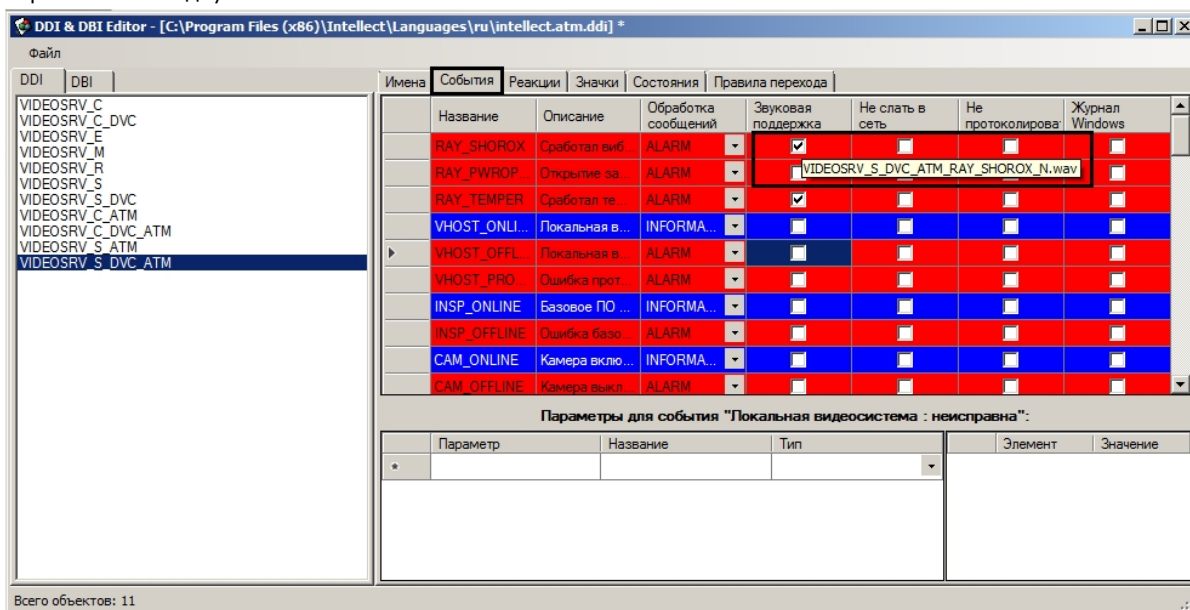 DDI & DBI Editor - [C:\Program Files (x86)\Intellect\Languages\ru\intellect.atm.ddi] *
Файл
DDI DBI
VIDEOSRV_C
VIDEOSRV_C_DVC
VIDEOSRV_E
VIDEOSRV_M
VIDEOSRV_R
VIDEOSRV_S
VIDEOSRV_S_DVC
VIDEOSRV_C_ATM
VIDEOSRV_C_DVC_ATM
VIDEOSRV_S_ATM
VIDEOSRV_S_DVC_ATM
Имена События Реакции Значки Состояния Правила перехода
Название Описание Обработка сообщений Звуковая поддержка Не слать в сеть Не протоколироват Журнал Windows
RAY_SHOROX Сработал виб... ALARM
VIDEOSRV_S_DVC_ATM_RAY_SHOROX_N.wav
RAY_PWROP... Открытие за... ALARM
RAY_TEMPER Сработал те... ALARM
VHOST_ONLI... Локальная в... INFORMA...
VHOST_OFFL... Локальная в... ALARM
VHOST_PRO... Ошибка прот... ALARM
INSP_ONLINE Базовое ПО ... INFORMA...
INSP_OFFLINE Ошибка базо... ALARM
CAM_ONLINE Камера вклю... INFORMA...
CAM_OFFLINE Камера выкл... ALARM
Параметры для события "Локальная видеосистема : неисправна":
Параметр Название Тип Элемент Значение
*
Всего объектов: 11